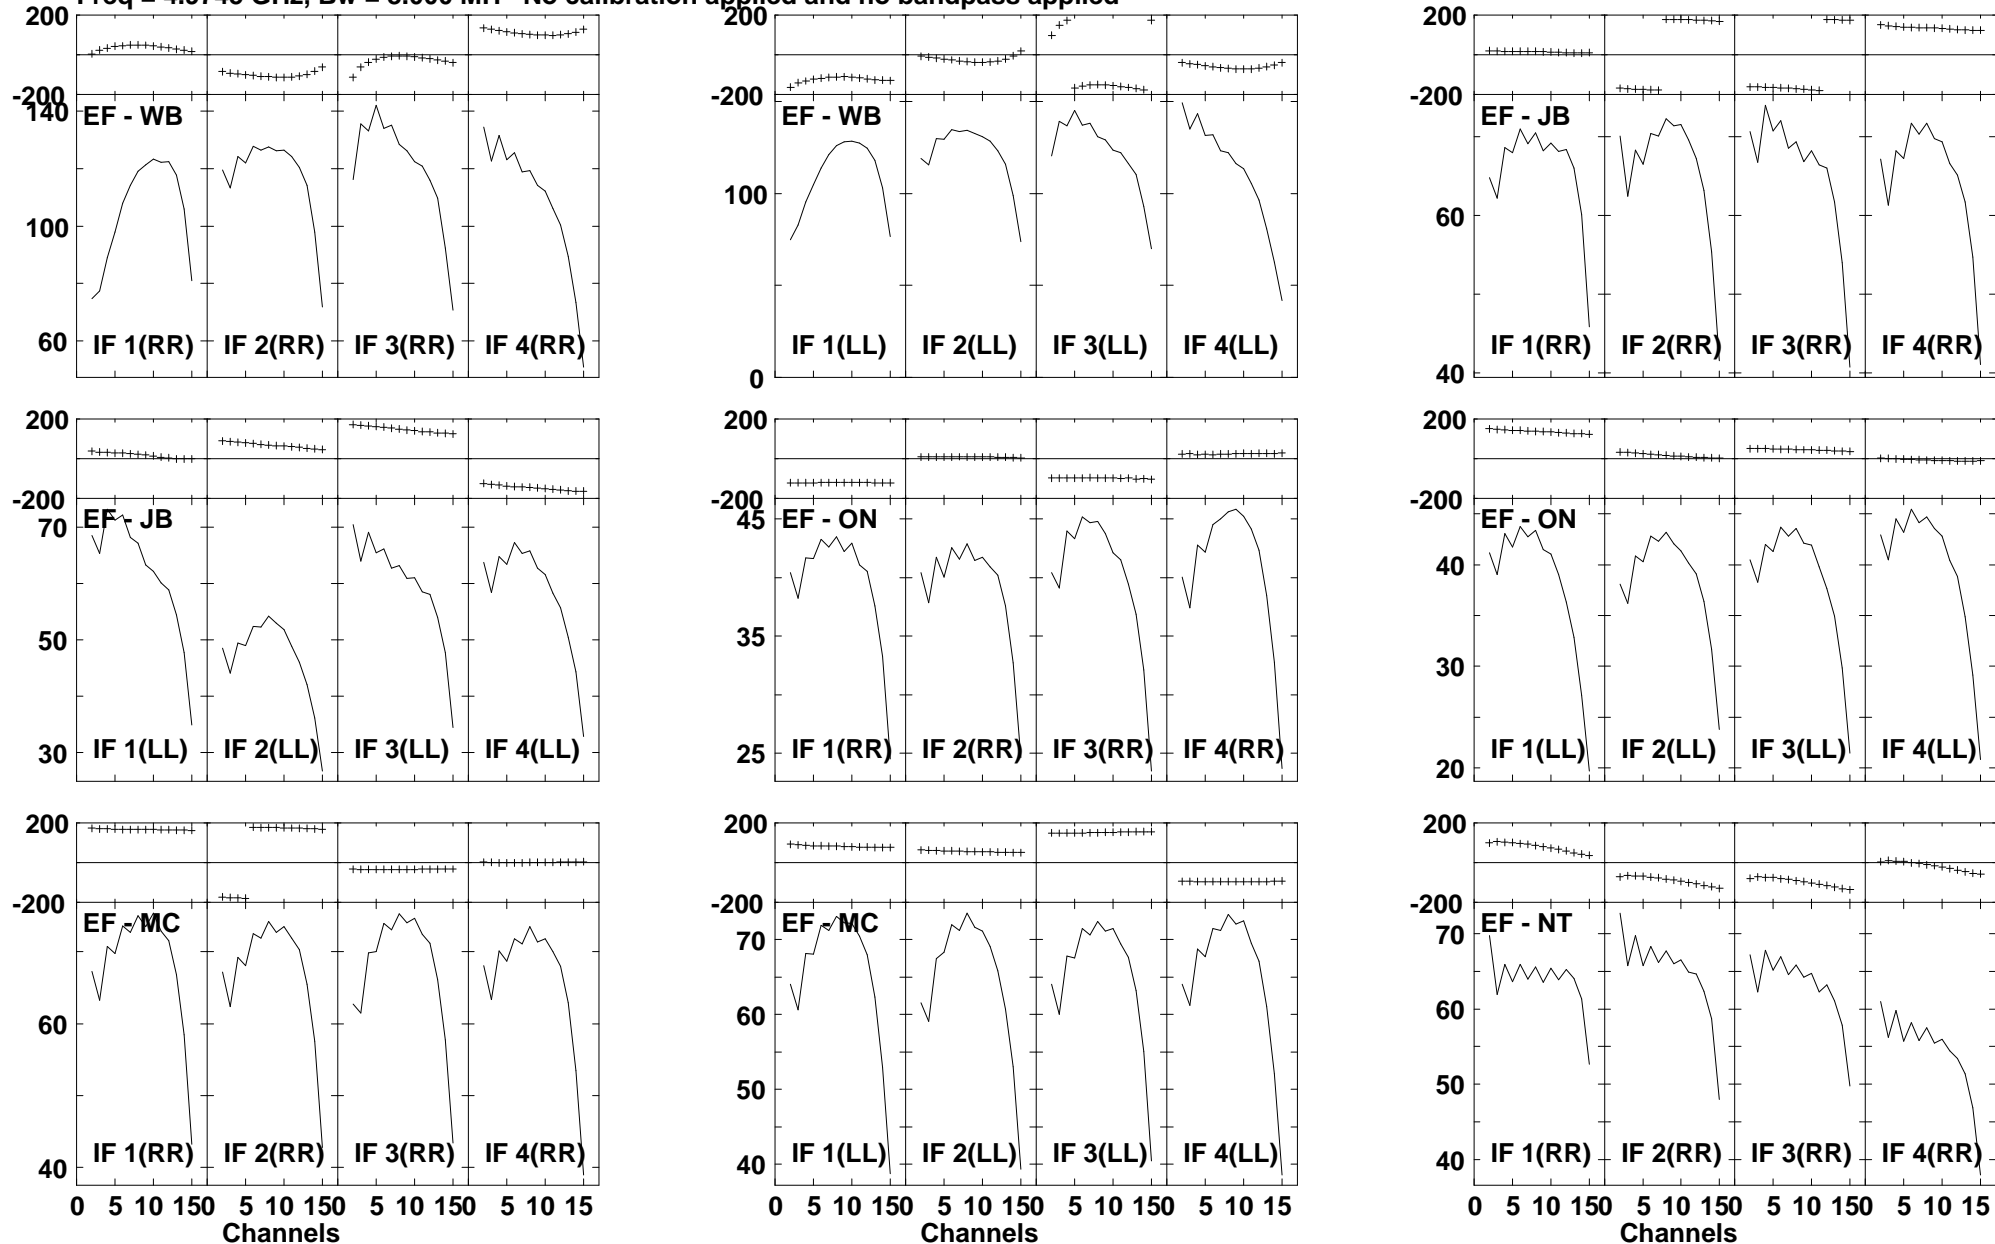 No calibration applied and no bandpass applied
200 200 200
-200 -200 -200
140 EF - WB EF - WB EF - JB
100 100 60
60 IF 1(RR) IF 2(RR) IF 3(RR) IF 4(RR) IF 1(LL) IF 2(LL) IF 3(LL) IF 4(LL) IF 1(RR) IF 2(RR) IF 3(RR) IF 4(RR)
0 40
200 200 200
-200 -200 -200
70 EF - JB 45 EF - ON EF - ON
40
50 35
30
30 IF 1(LL) IF 2(LL) IF 3(LL) IF 4(LL) 25 IF 1(RR) IF 2(RR) IF 3(RR) IF 4(RR) 20 IF 1(LL) IF 2(LL) IF 3(LL) IF 4(LL)
200 200 200
-200 -200 -200
EF - MC 70 EF - MC 70 EF - NT
60 60 60
50 50
40 IF 1(RR) IF 2(RR) IF 3(RR) IF 4(RR) 40 IF 1(LL) IF 2(LL) IF 3(LL) IF 4(LL) 40 IF 1(RR) IF 2(RR) IF 3(RR) IF 4(RR)
0 5 10 150 5 10 150 5 10 150 5 10 15 0 5 10 150 5 10 150 5 10 150 5 10 15 0 5 10 150 5 10 150 5 10 150 5 10 15
Channels Channels Channels